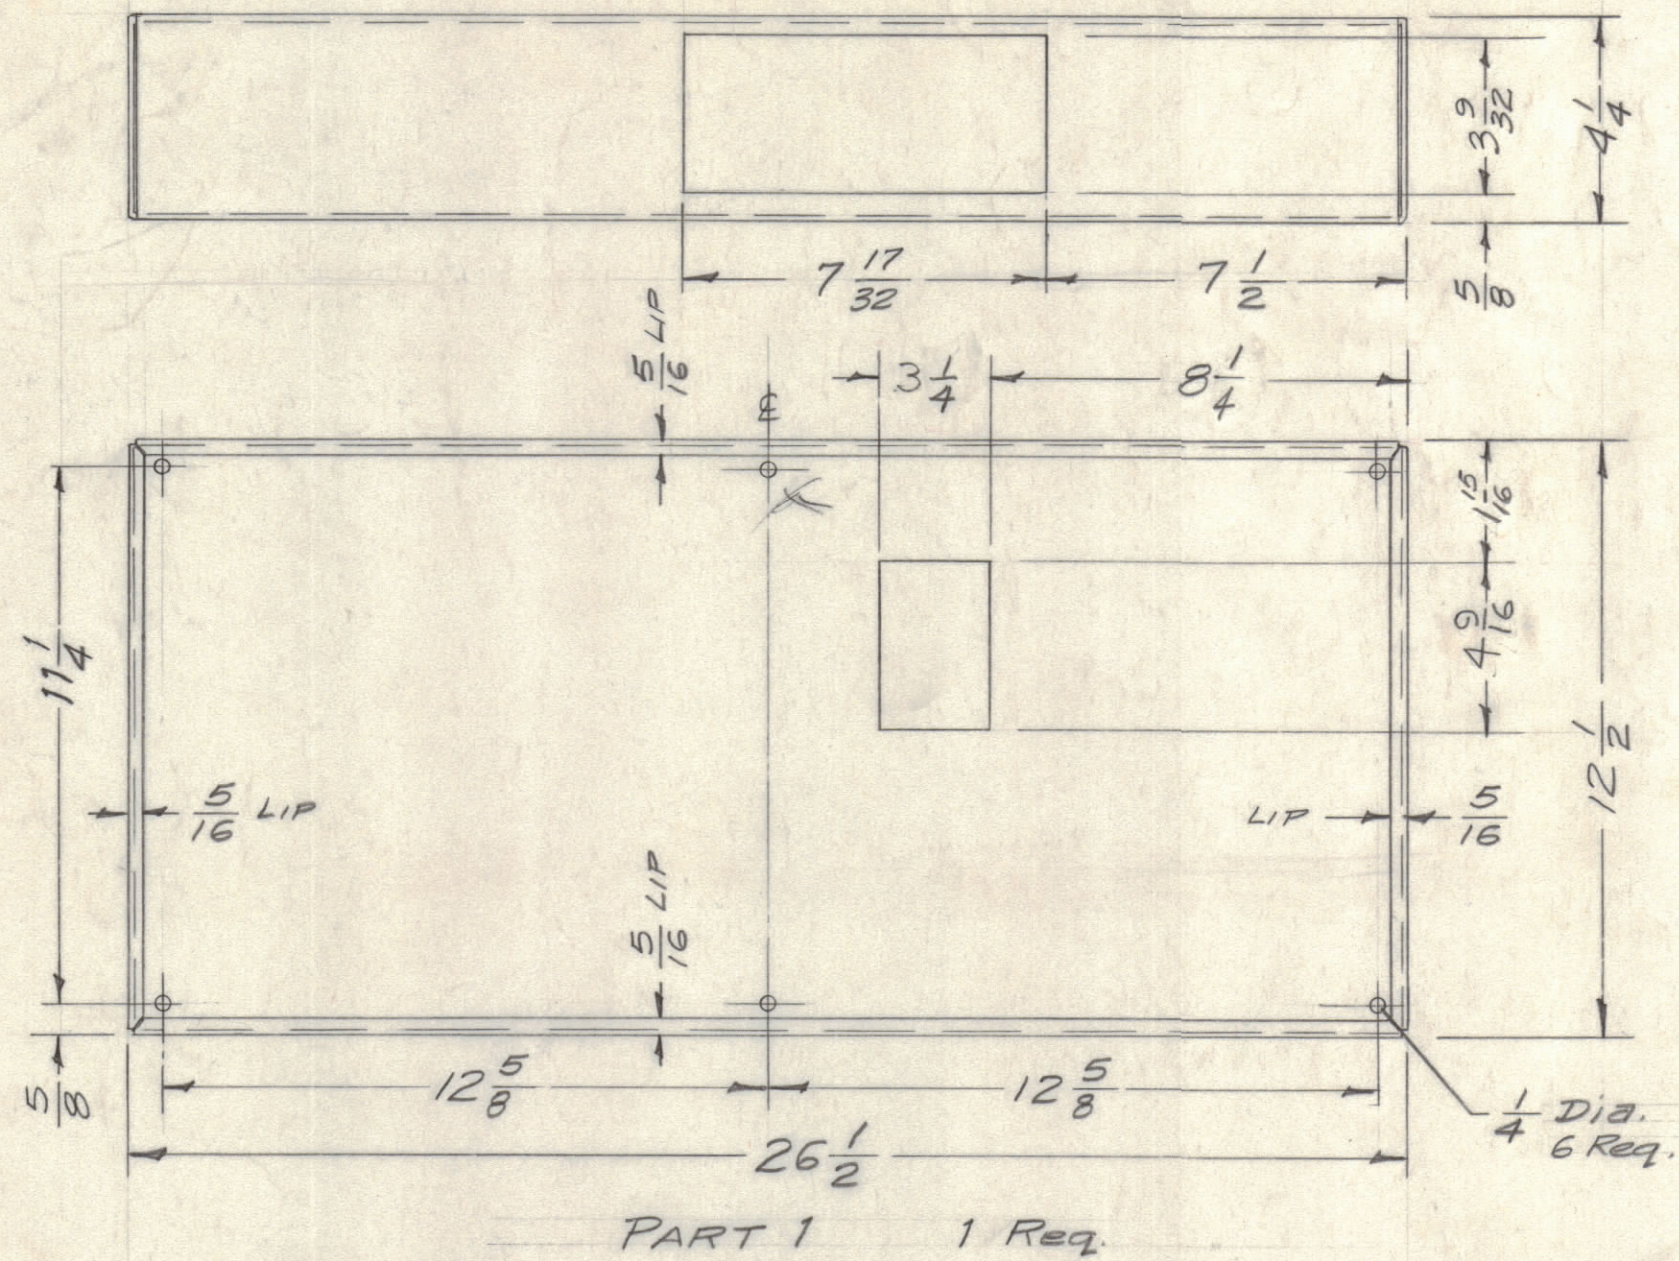 3 9/32
4 1/4
7 17/32
7 1/2
5/8
5/16 LIP
℄
3 1/4
8 1/4
1 15/16
11 1/4
4 9/16
12 1/2
5/16 LIP
LIP 5/16
5/16 LIP
5/8
12 5/8
12 5/8
1/4 Dia.
6 Req.
26 1/2
PART 1 1 Req.